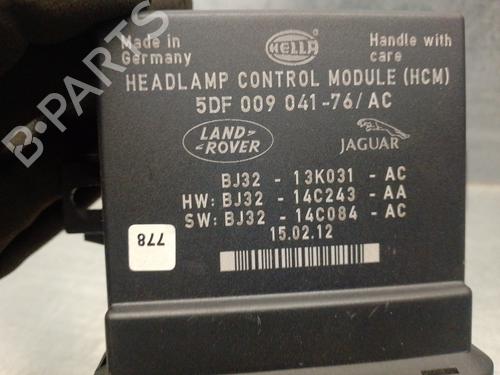 Made in
Germany
HELLA
Handle with
care
HEADLAMP CONTROL MODULE (HCM)
5DF 009 041-76/AC
LAND
ROVER
JAGUAR
BJ32 - 13K031 - AC
HW: BJ32 - 14C243 - AA
SW: BJ32 - 14C084 - AC
15.02.12
778
B-PARTS